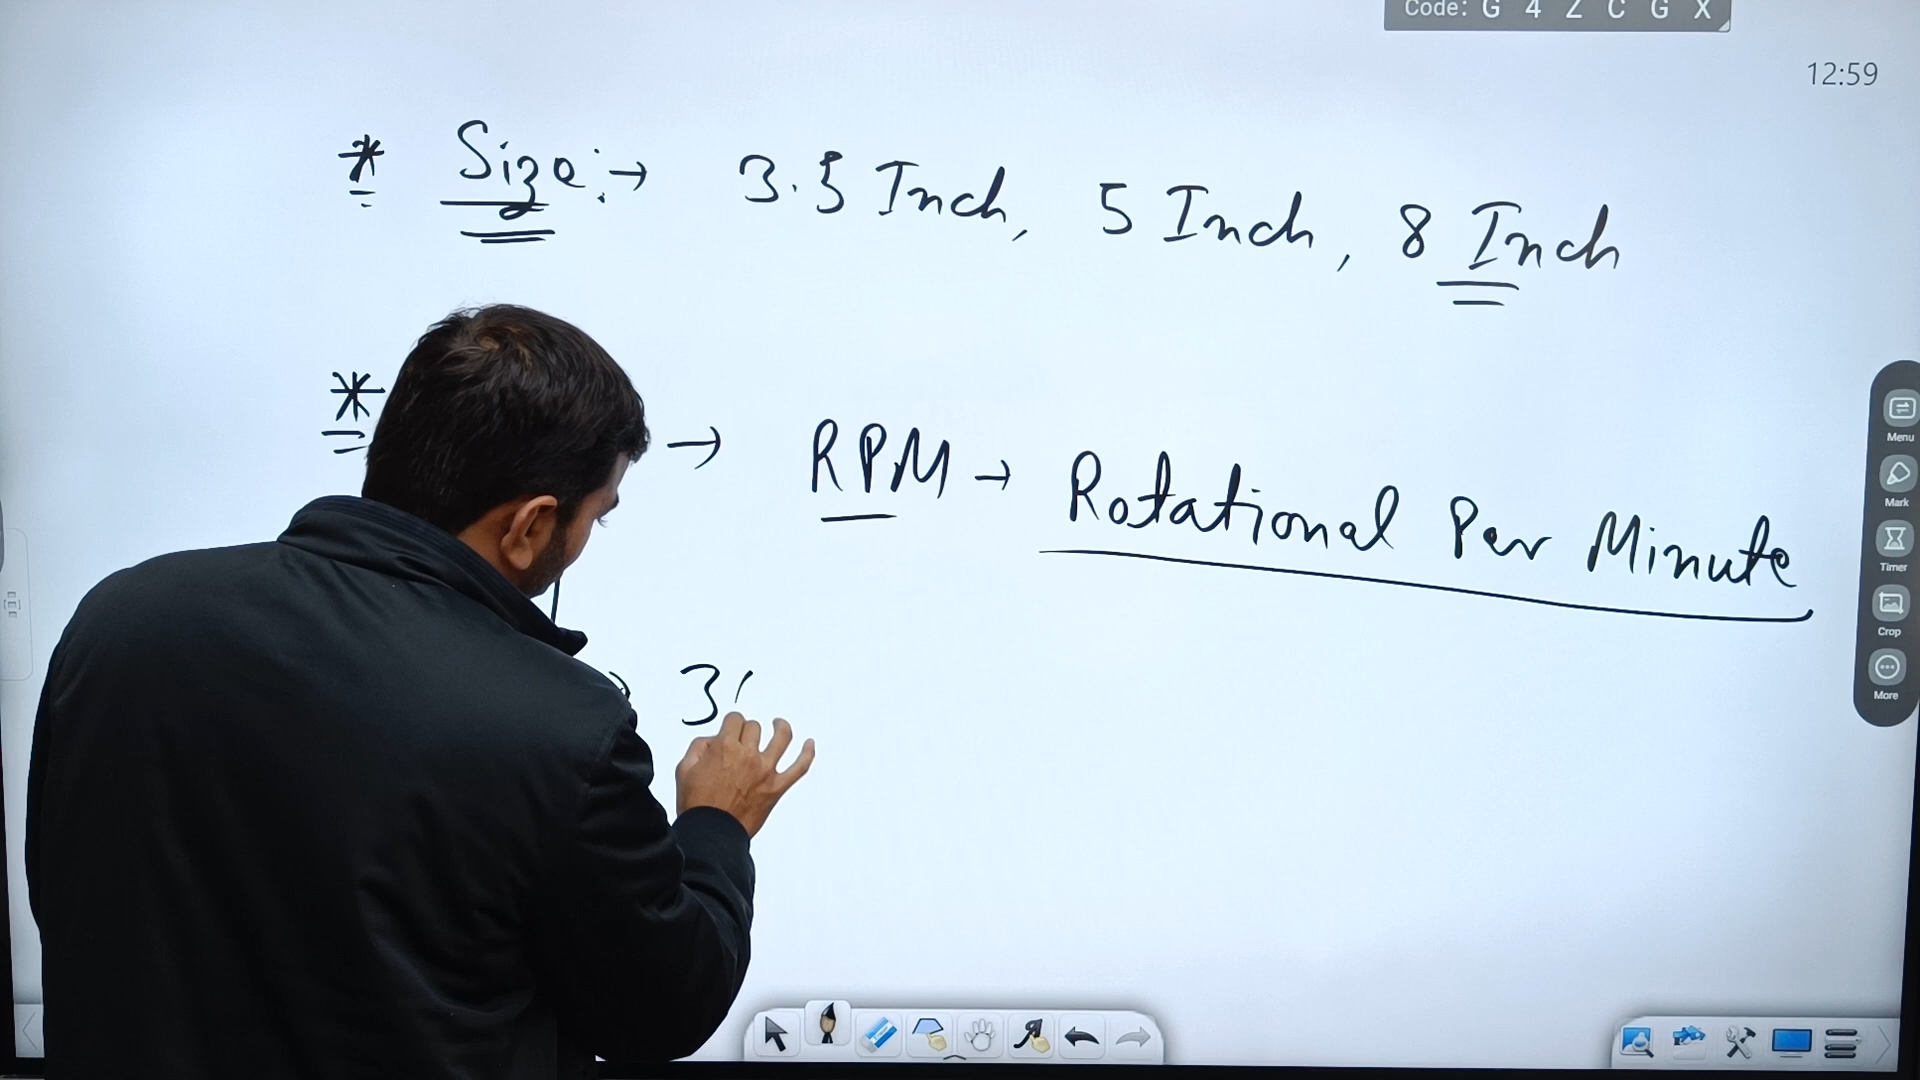 Code: G 4 Z C G X
12:59
* Size :→ 3.5 Inch, 5 Inch, 8 Inch
* → RPM → Rotational Per Minute
3
Menu
Mark
Timer
Crop
More